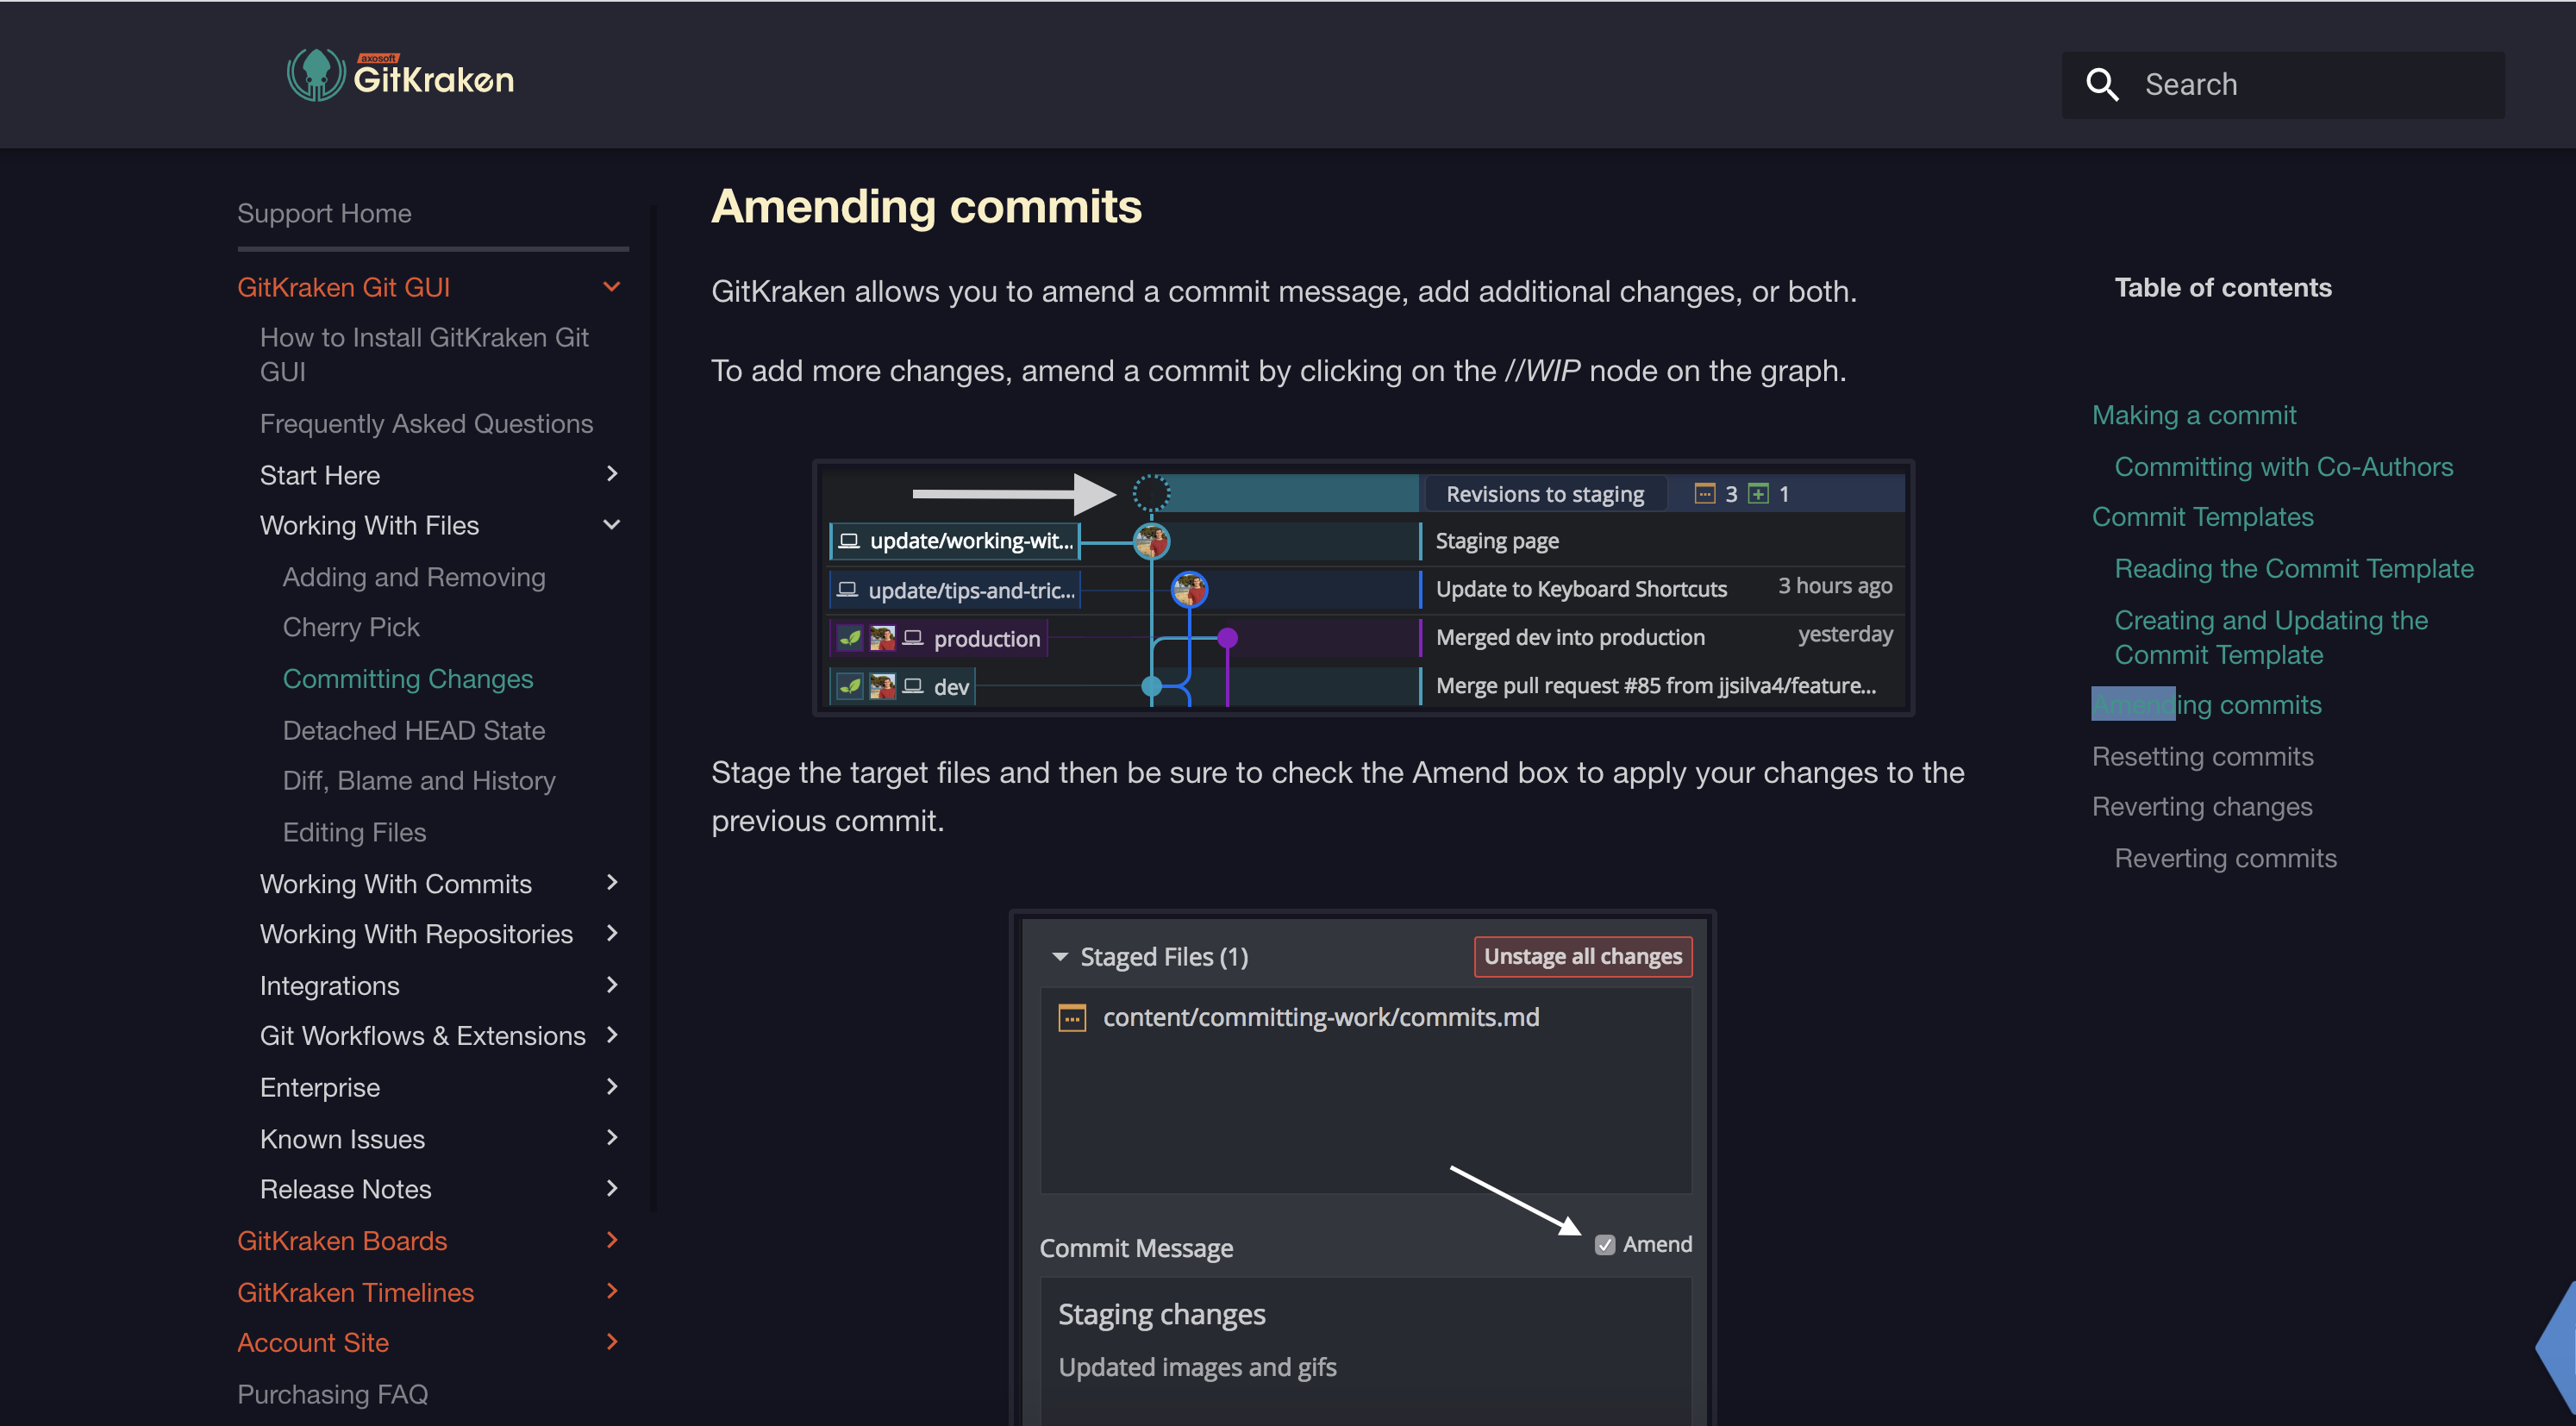 axosoft
GitKraken
Search
Support Home
GitKraken Git GUI
How to Install GitKraken Git
GUI
Frequently Asked Questions
Start Here
Working With Files
Adding and Removing
Cherry Pick
Committing Changes
Detached HEAD State
Diff, Blame and History
Editing Files
Working With Commits
Working With Repositories
Integrations
Git Workflows & Extensions
Enterprise
Known Issues
Release Notes
GitKraken Boards
GitKraken Timelines
Account Site
Purchasing FAQ
Amending commits
GitKraken allows you to amend a commit message, add additional changes, or both.
To add more changes, amend a commit by clicking on the //WIP node on the graph.
Revisions to staging 3 1
update/working-wit... Staging page
update/tips-and-tric... Update to Keyboard Shortcuts 3 hours ago
production Merged dev into production yesterday
dev Merge pull request #85 from jjsilva4/feature...
Stage the target files and then be sure to check the Amend box to apply your changes to the
previous commit.
Staged Files (1) Unstage all changes
content/committing-work/commits.md
Commit Message Amend
Staging changes
Updated images and gifs
Table of contents
Making a commit
Committing with Co-Authors
Commit Templates
Reading the Commit Template
Creating and Updating the
Commit Template
Amending commits
Resetting commits
Reverting changes
Reverting commits